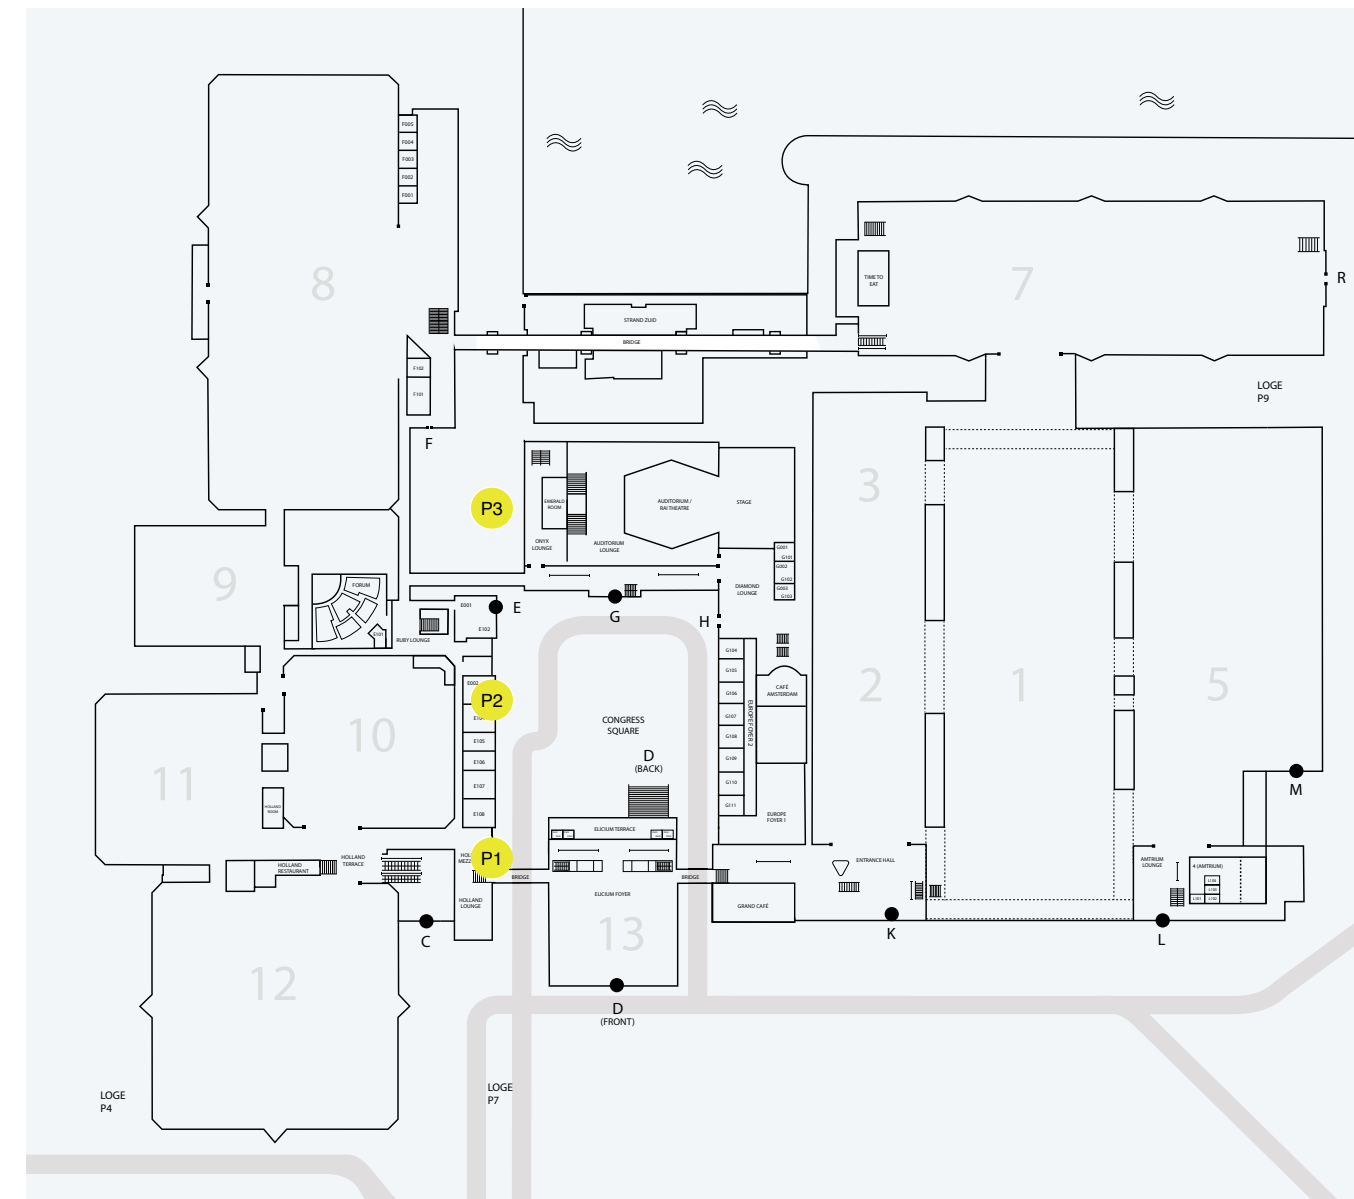 F005
F004
F003
F002
F001
8
7
TIME TO
EAT
R
STRAND ZUID
BRIDGE
F102
F101
LOGE
P9
F
3
P3
EMERALD
ROOM
ONYX
LOUNGE
AUDITORIUM
LOUNGE
AUDITORIUM /
RAI THEATRE
STAGE
G001
G101
G002
G102
G003
G103
DIAMOND
LOUNGE
9
FORUM
E101
RUBY LOUNGE
E001
E102
E
G
H
G104
G105
G106
G107
G108
G109
G110
G111
EUROPE FOYER 2
CAFÉ
AMSTERDAM
EUROPE
FOYER 1
2
1
5
E002
P2
E105
E106
E107
E108
10
11
HOLLAND
ROOM
CONGRESS
SQUARE
D
(BACK)
M
ELICIUM TERRACE
P1
HOLLAND
TERRACE
HOLLAND
RESTAURANT
BRIDGE
ELICIUM FOYER
BRIDGE
ENTRANCE HALL
AMTRIUM
LOUNGE
4 (AMTRIUM)
L104
L103
L101
L102
HOLLAND
LOUNGE
GRAND CAFÉ
13
C
K
L
12
D
(FRONT)
LOGE
P4
LOGE
P7